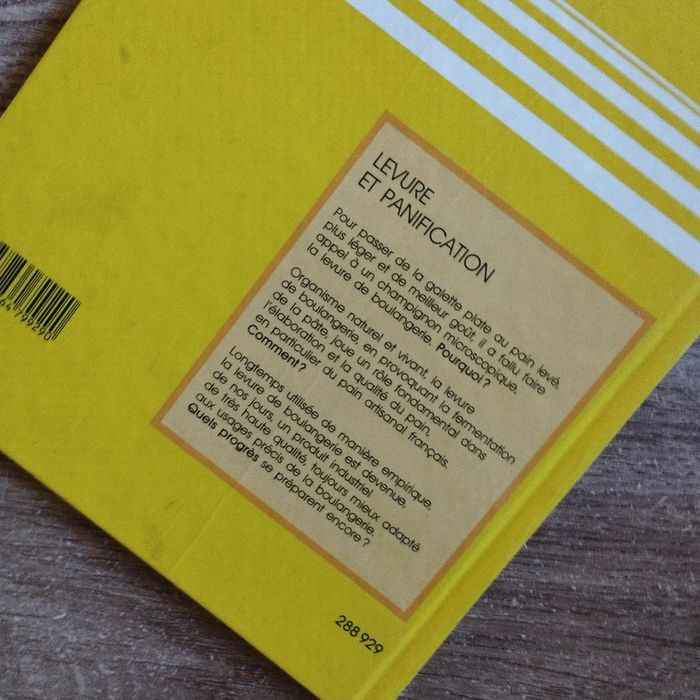 LEVURE
ET PANIFICATION
Pour passer de la galette plate au pain levé,
plus léger et de meilleur goût, il a fallu faire
appel à un champignon microscopique,
la levure de boulangerie. Pourquoi ?
Organisme naturel et vivant, la levure
de boulangerie, en provoquant la fermentation
de la pâte, joue un rôle fondamental dans
l'élaboration et la qualité du pain,
en particulier du pain artisanal français.
Comment ?
Longtemps utilisée de manière empirique,
la levure de boulangerie est devenue,
de nos jours, un produit industriel
de très haute qualité, toujours mieux adapté
aux usages précis de la boulangerie.
Quels progrès se préparent encore ?
288 929
64799290